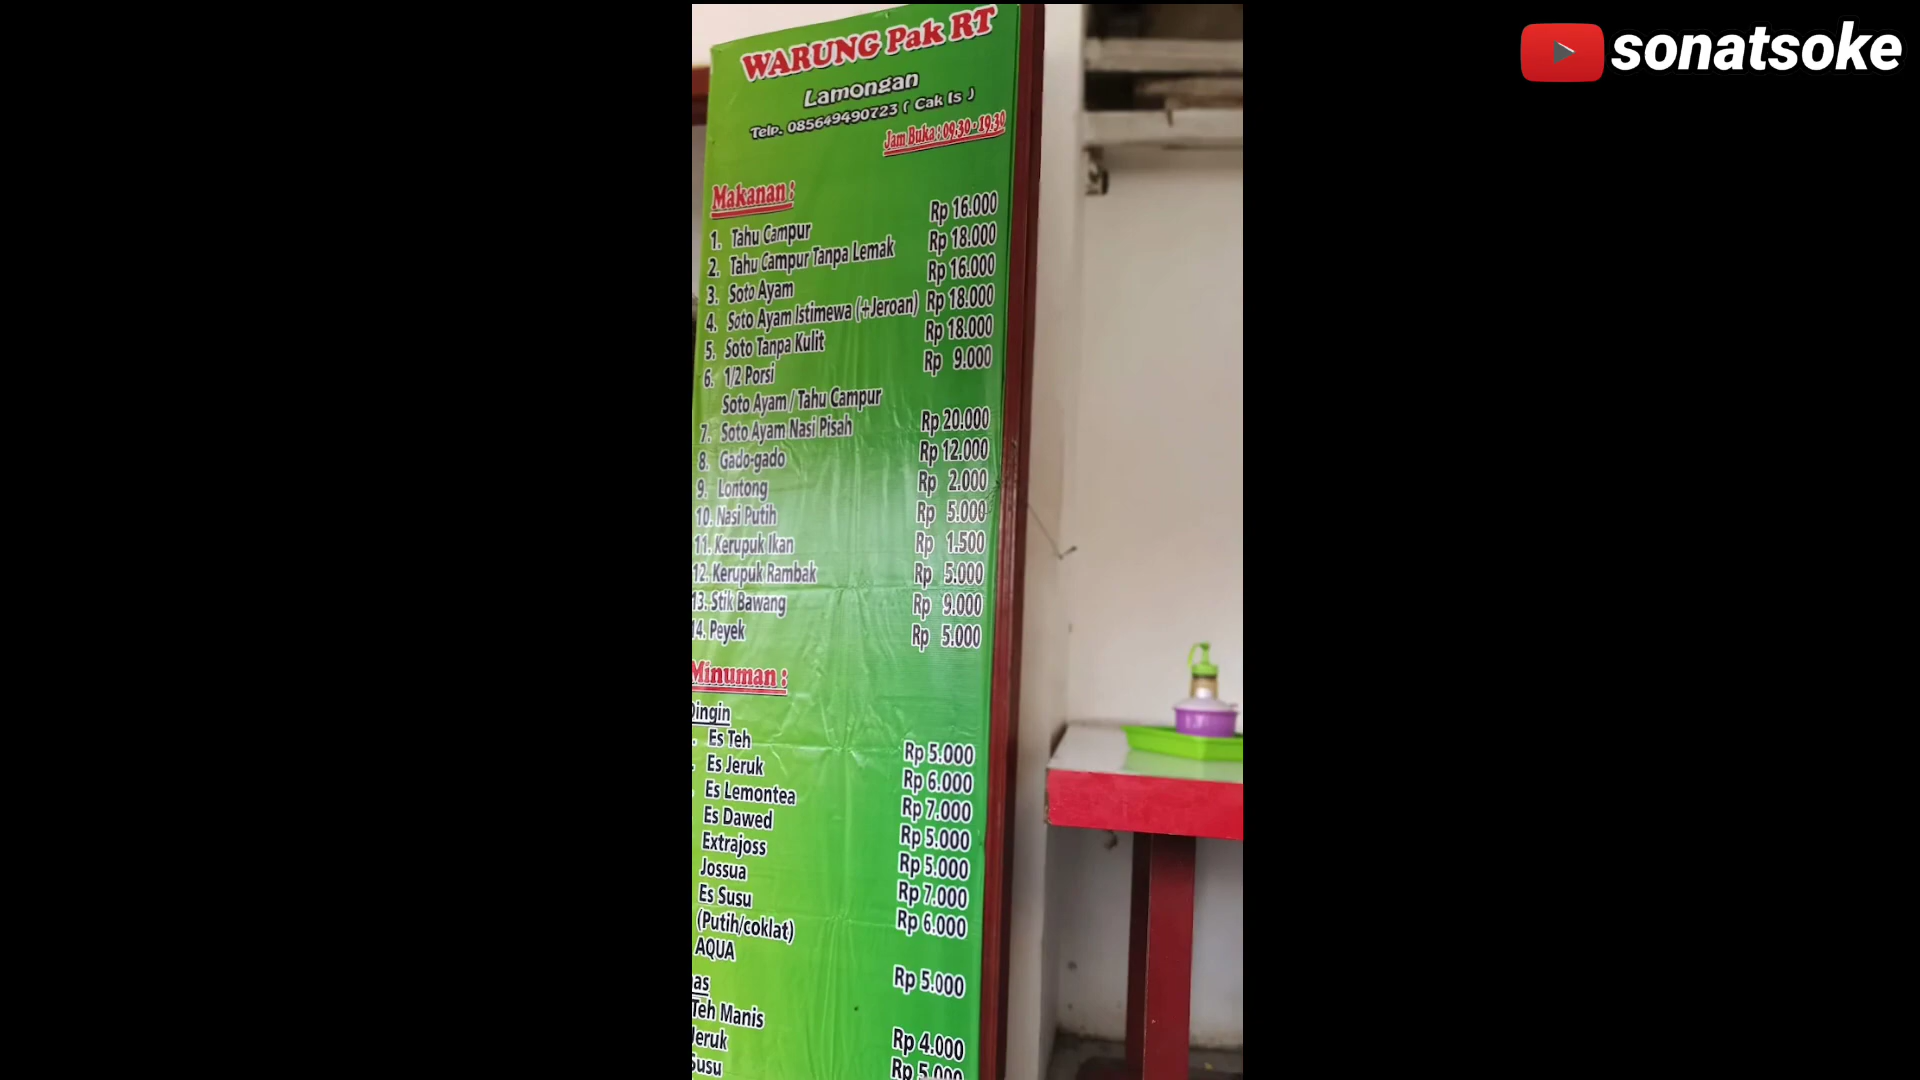 WARUNG Pak RT
Lamongan
Telp. 085649490723 ( Cak Is )
Jam Buka : 09.30 - 19.30
Makanan :
1. Tahu Campur Rp 16.000
2. Tahu Campur Tanpa Lemak Rp 18.000
3. Soto Ayam Rp 16.000
4. Soto Ayam Istimewa (+Jeroan) Rp 18.000
5. Soto Tanpa Kulit Rp 18.000
6. 1/2 Porsi Rp 9.000
Soto Ayam / Tahu Campur
7. Soto Ayam Nasi Pisah Rp 20.000
8. Gado-gado Rp 12.000
9. Lontong Rp 2.000
10. Nasi Putih Rp 5.000
11. Kerupuk Ikan Rp 1.500
12. Kerupuk Rambak Rp 5.000
13. Stik Bawang Rp 9.000
14. Peyek Rp 5.000
Minuman :
Dingin
Es Teh Rp 5.000
Es Jeruk Rp 6.000
Es Lemontea Rp 7.000
Es Dawed Rp 5.000
Extrajoss Rp 5.000
Jossua Rp 7.000
Es Susu Rp 6.000
(Putih/coklat)
AQUA Rp 5.000
as
Teh Manis Rp 4.000
Jeruk Rp 5.000
Susu
sonatsoke